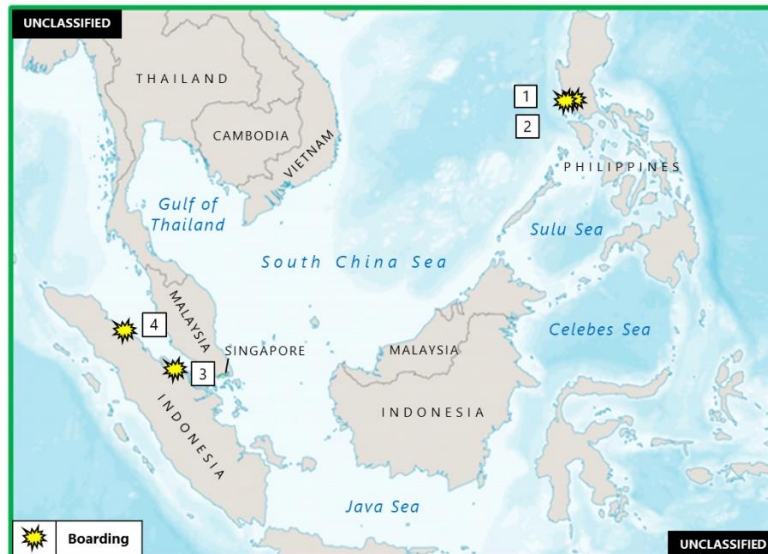 UNCLASSIFIED
THAILAND
CAMBODIA
VIETNAM
Gulf of
Thailand
South China Sea
1
2
PHILIPPINES
Sulu Sea
Celebes Sea
MALAYSIA
4
SINGAPORE
3
MALAYSIA
INDONESIA
INDONESIA
Java Sea
Boarding
UNCLASSIFIED